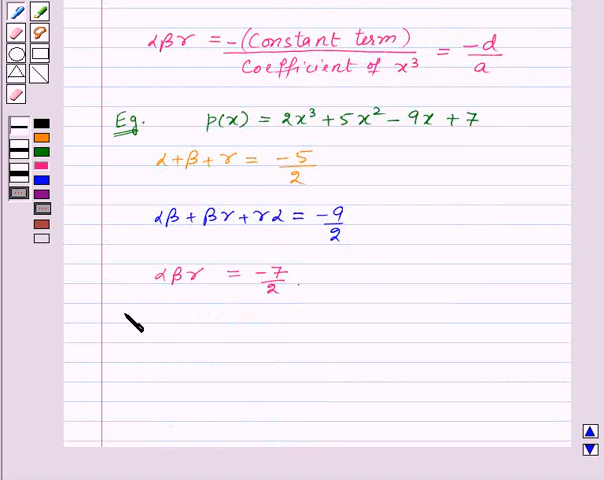 αβγ = -(Constant term) / Coefficient of x³ = -d/a
Eg. p(x) = 2x³ + 5x² - 9x + 7
α+β+γ = -5/2
αβ + βγ + γα = -9/2
αβγ = -7/2.